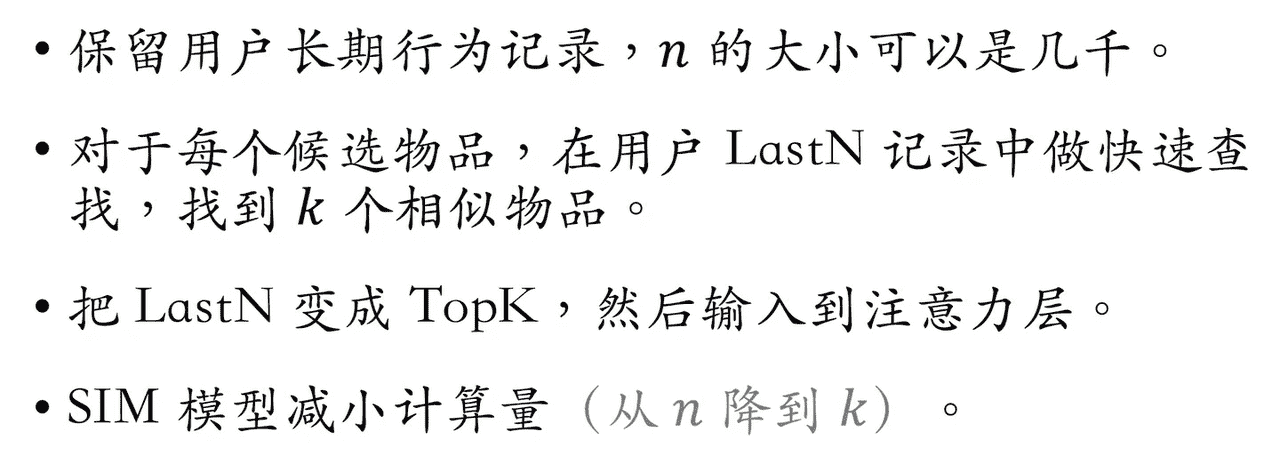 • 保留用户长期行为记录，n 的大小可以是几千。
• 对于每个候选物品，在用户 LastN 记录中做快速查
找，找到 k 个相似物品。
• 把 LastN 变成 TopK，然后输入到注意力层。
• SIM 模型减小计算量（从 n 降到 k）。